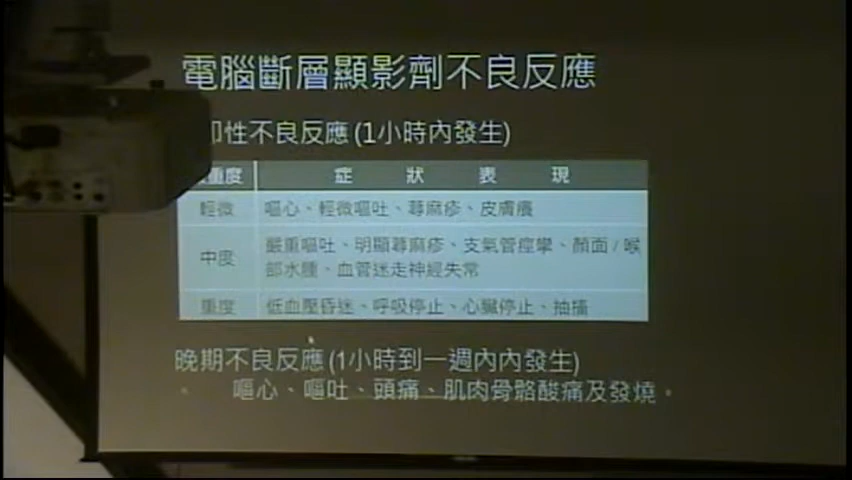 電腦斷層顯影劑不良反應
即性不良反應 (1小時內發生)
重度 症 狀 表 現
輕微 嘔心、輕微嘔吐、蕁麻疹、皮膚癢
中度 嚴重嘔吐、明顯蕁麻疹、支氣管痙攣、顏面 / 喉
部水腫、血管迷走神經失常
重度 低血壓昏迷、呼吸停止、心臟停止、抽搐
晚期不良反應 (1小時到一週內內發生)
嘔心、嘔吐、頭痛、肌肉骨骼酸痛及發燒。